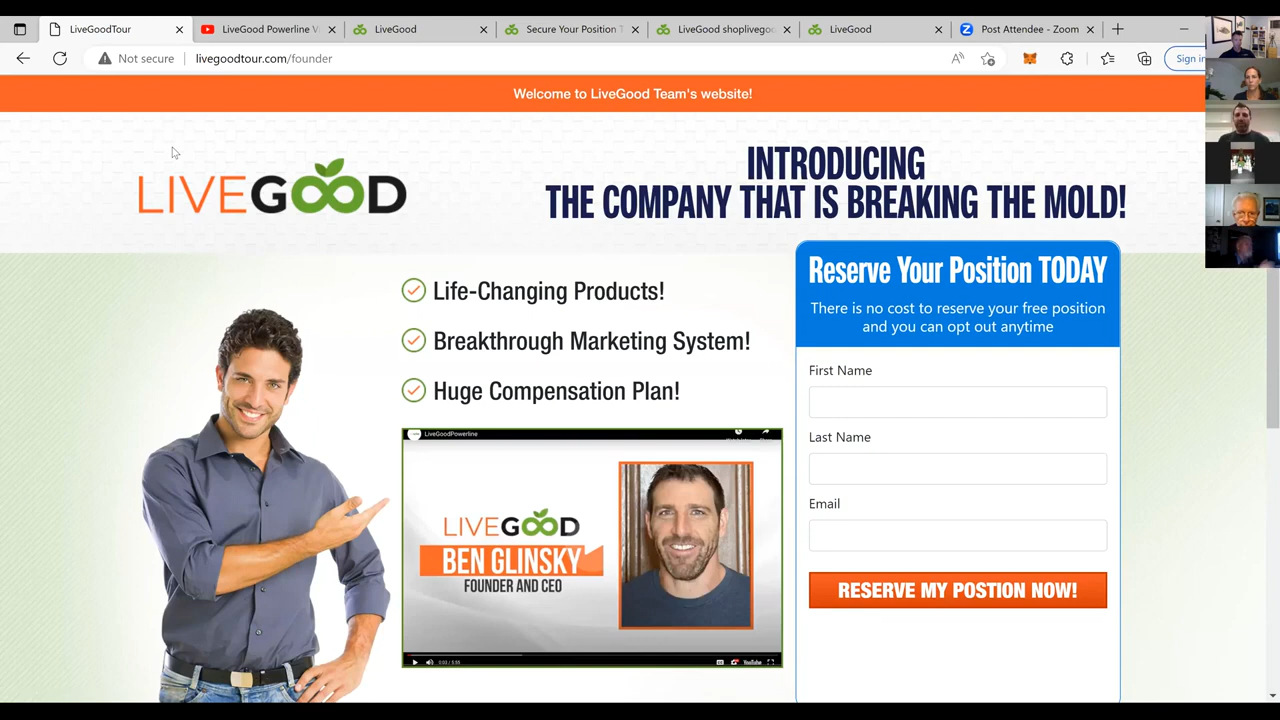 LiveGoodTour
LiveGood Powerline V
LiveGood
Secure Your Position T
LiveGood shoplivegoo
LiveGood
Post Attendee - Zoom
Not secure
livegoodtour.com/founder
Sign in
Welcome to LiveGood Team's website!
LIVEGOOD
INTRODUCING
THE COMPANY THAT IS BREAKING THE MOLD!
Life-Changing Products!
Breakthrough Marketing System!
Huge Compensation Plan!
LiveGoodPowerline
LIVEGOOD
BEN GLINSKY
FOUNDER AND CEO
YouTube
Reserve Your Position TODAY
There is no cost to reserve your free position
and you can opt out anytime
First Name
Last Name
Email
RESERVE MY POSTION NOW!